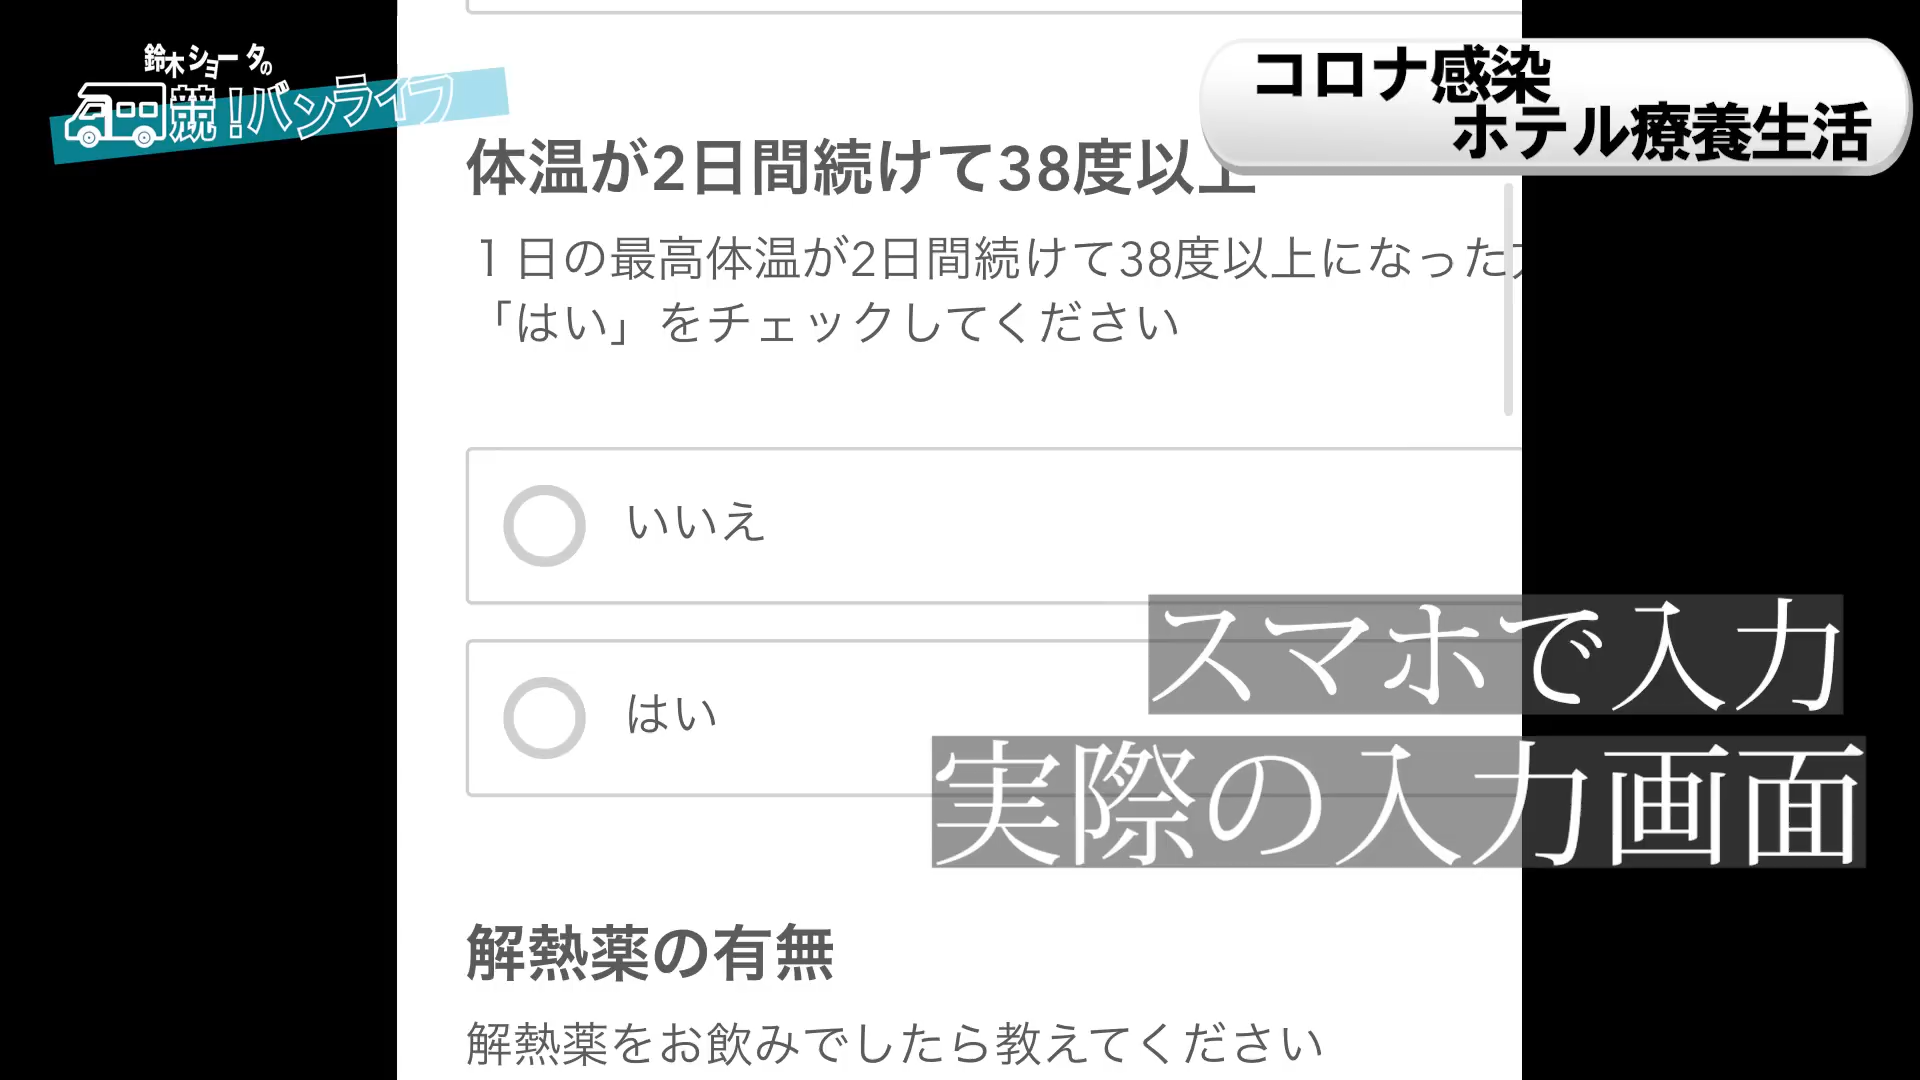 鈴木ショータの
競!バンライフ
コロナ感染
ホテル療養生活
体温が2日間続けて38度以上
1日の最高体温が2日間続けて38度以上になった
「はい」をチェックしてください
いいえ
はい
スマホで入力
実際の入力画面
解熱薬の有無
解熱薬をお飲みでしたら教えてください